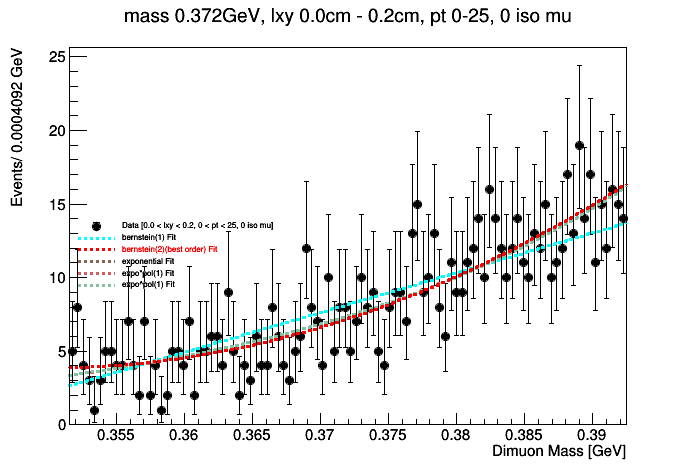 mass 0.372GeV, lxy 0.0cm - 0.2cm, pt 0-25, 0 iso mu
Events/ 0.0004092 GeV
25
20
15
10
5
0
Data [0.0 < lxy < 0.2, 0 < pt < 25, 0 iso mu]
bernstein(1) Fit
bernstein(2)(best order) Fit
exponential Fit
expo*pol(1) Fit
expo*pol(1) Fit
0.355 0.36 0.365 0.37 0.375 0.38 0.385 0.39
Dimuon Mass [GeV]